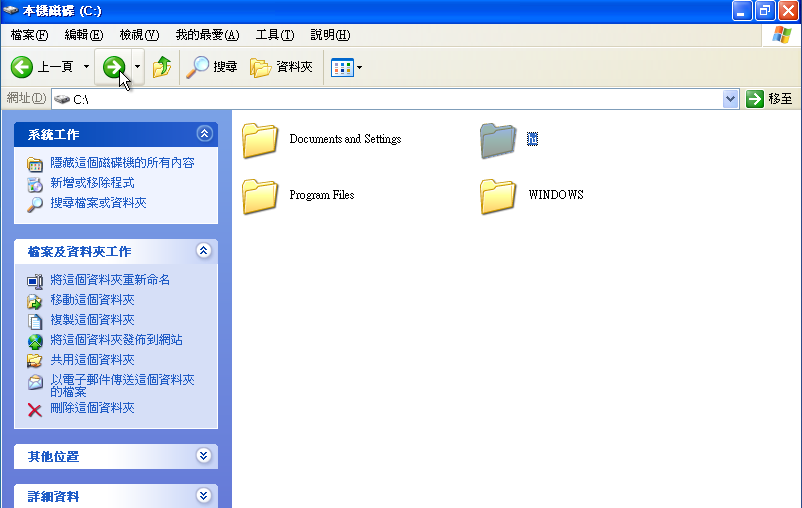 本機磁碟 (C:)
檔案(F) 編輯(E) 檢視(V) 我的最愛(A) 工具(T) 說明(H)
上一頁 搜尋 資料夾
網址(D) C:\ 移至
系統工作
隱藏這個磁碟機的所有內容
新增或移除程式
搜尋檔案或資料夾
檔案及資料夾工作
將這個資料夾重新命名
移動這個資料夾
複製這個資料夾
將這個資料夾發佈到網站
共用這個資料夾
以電子郵件傳送這個資料夾
的檔案
刪除這個資料夾
其他位置
詳細資料
Documents and Settings
Program Files WINDOWS